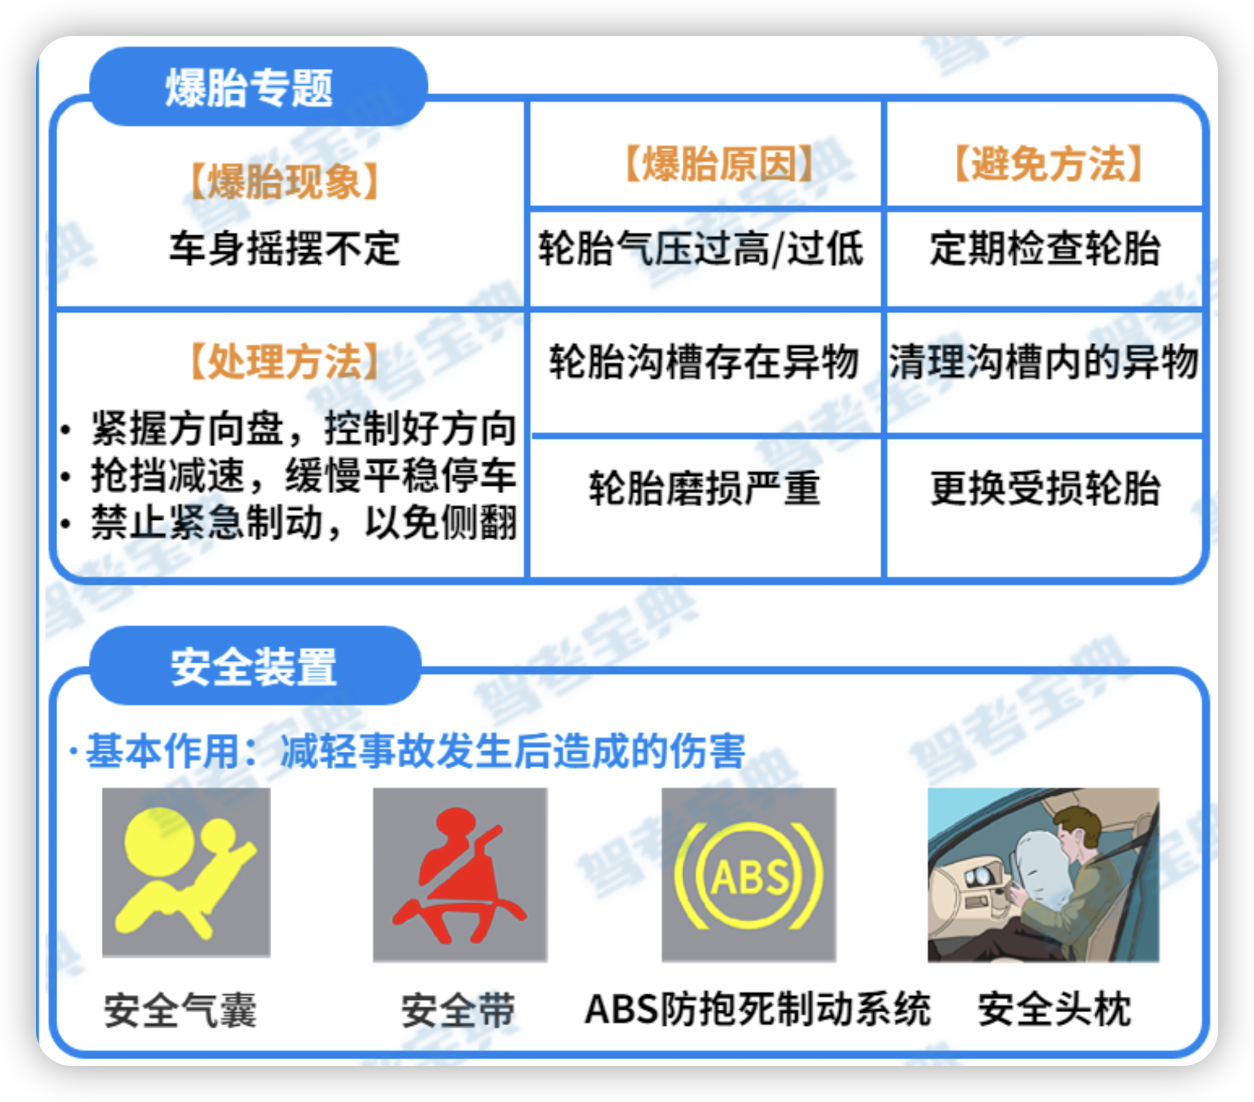 爆胎专题
【爆胎现象】
车身摇摆不定
【处理方法】
• 紧握方向盘，控制好方向
• 抢挡减速，缓慢平稳停车
• 禁止紧急制动，以免侧翻
【爆胎原因】
【避免方法】
轮胎气压过高/过低
定期检查轮胎
轮胎沟槽存在异物
清理沟槽内的异物
轮胎磨损严重
更换受损轮胎
安全装置
·基本作用：减轻事故发生后造成的伤害
ABS
安全气囊
安全带
ABS防抱死制动系统
安全头枕
驾考宝典